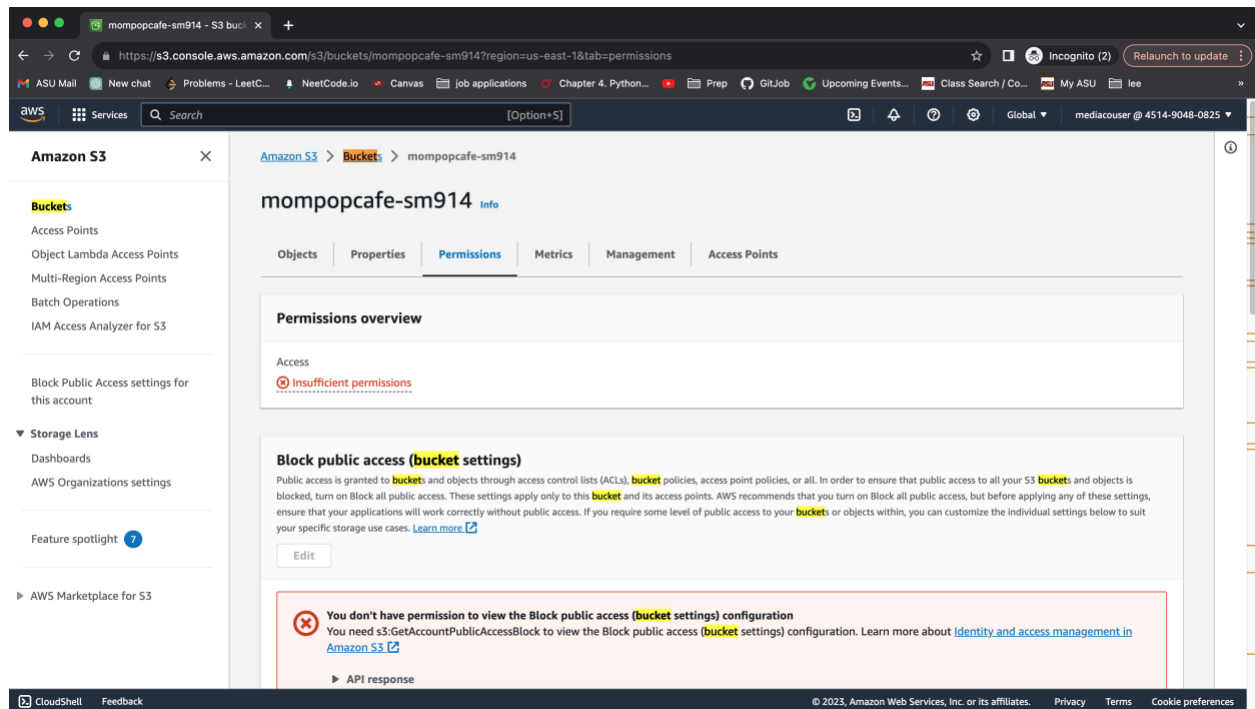 mompopcafe-sm914 - S3 buck
https://s3.console.aws.amazon.com/s3/buckets/mompopcafe-sm914?region=us-east-1&tab=permissions
Incognito (2)
Relaunch to update
ASU Mail
New chat
Problems - LeetC...
NeetCode.io
Canvas
job applications
Chapter 4. Python...
Prep
GitJob
Upcoming Events...
Class Search / Co...
My ASU
lee
»
aws
Services
Search
[Option+S]
Global
mediacouser @ 4514-9048-0825
Amazon S3
Buckets
Access Points
Object Lambda Access Points
Multi-Region Access Points
Batch Operations
IAM Access Analyzer for S3
Block Public Access settings for
this account
Storage Lens
Dashboards
AWS Organizations settings
Feature spotlight 7
AWS Marketplace for S3
Amazon S3 > Buckets > mompopcafe-sm914
mompopcafe-sm914 Info
Objects
Properties
Permissions
Metrics
Management
Access Points
Permissions overview
Access
Insufficient permissions
Block public access (bucket settings)
Public access is granted to buckets and objects through access control lists (ACLs), bucket policies, access point policies, or all. In order to ensure that public access to all your S3 buckets and objects is
blocked, turn on Block all public access. These settings apply only to this bucket and its access points. AWS recommends that you turn on Block all public access, but before applying any of these settings,
ensure that your applications will work correctly without public access. If you require some level of public access to your buckets or objects within, you can customize the individual settings below to suit
your specific storage use cases. Learn more
Edit
You don't have permission to view the Block public access (bucket settings) configuration
You need s3:GetAccountPublicAccessBlock to view the Block public access (bucket settings) configuration. Learn more about Identity and access management in
Amazon S3
API response
CloudShell
Feedback
© 2023, Amazon Web Services, Inc. or its affiliates.
Privacy
Terms
Cookie preferences